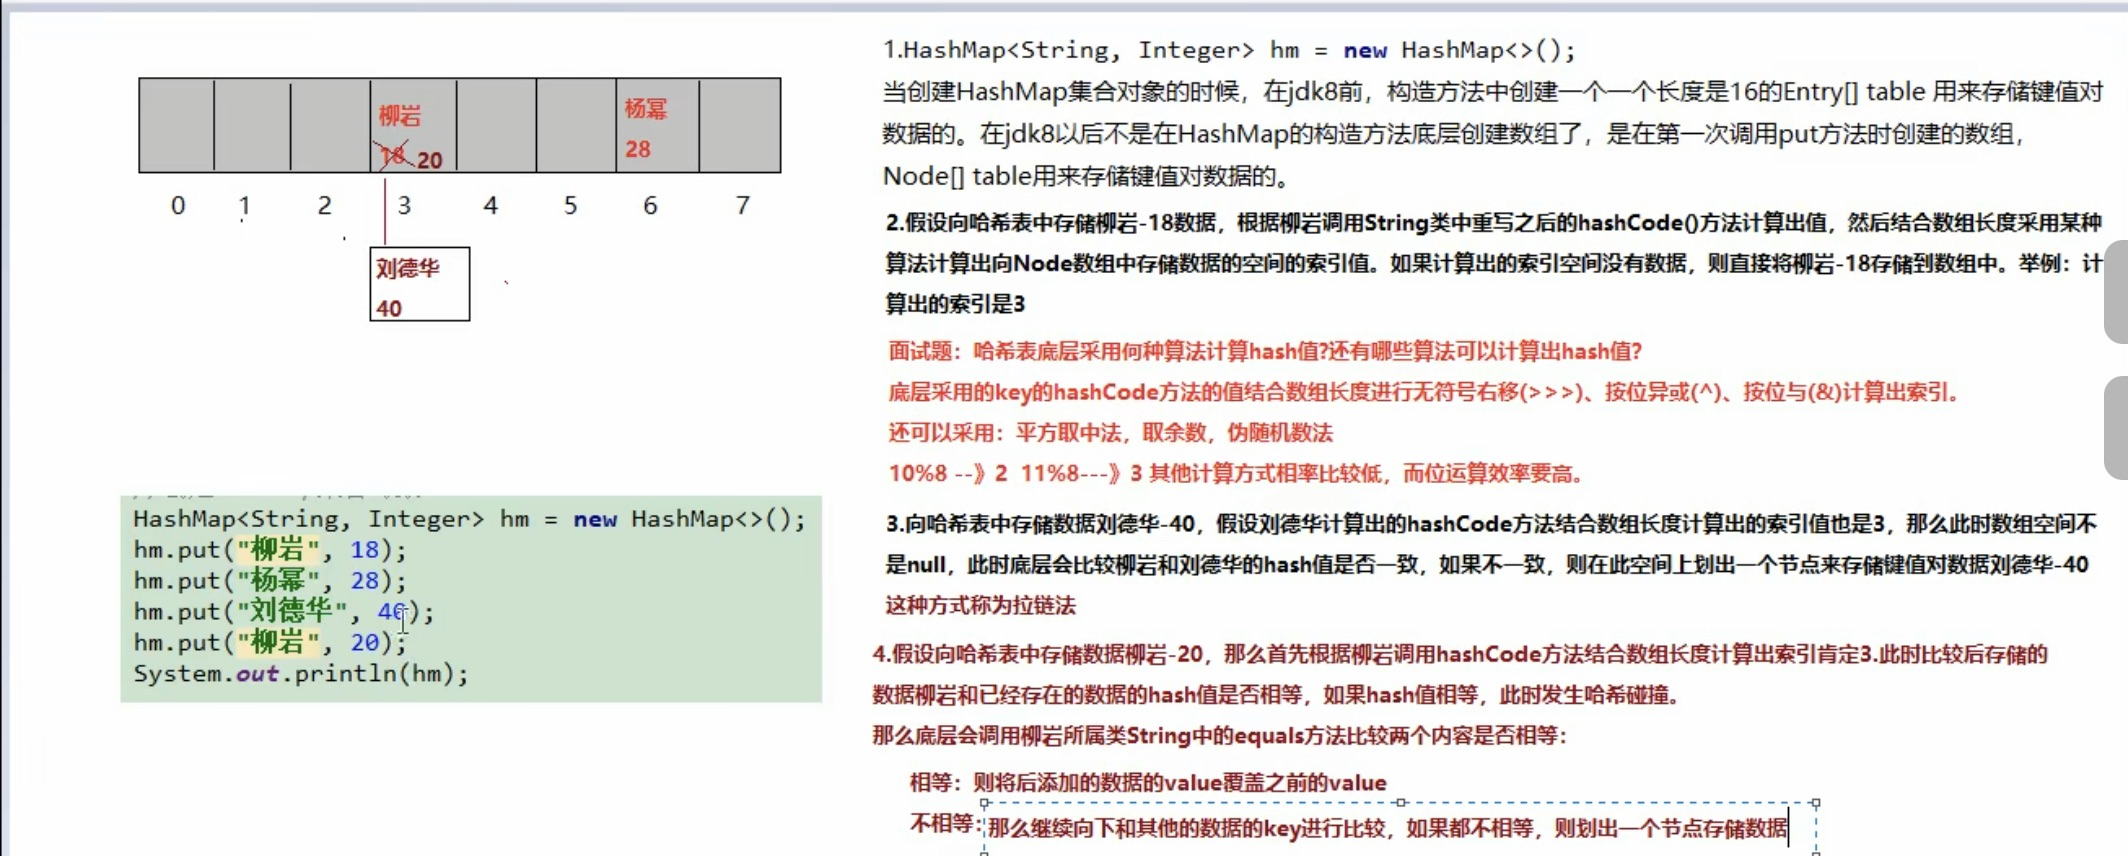 柳岩
18 20
杨幂
28
0 1 2 3 4 5 6 7
刘德华
40
HashMap<String, Integer> hm = new HashMap<>();
hm.put("柳岩", 18);
hm.put("杨幂", 28);
hm.put("刘德华", 40);
hm.put("柳岩", 20);
System.out.println(hm);
1.HashMap<String, Integer> hm = new HashMap<>();
当创建HashMap集合对象的时候，在jdk8前，构造方法中创建一个一个长度是16的Entry[] table 用来存储键值对
数据的。在jdk8以后不是在HashMap的构造方法底层创建数组了，是在第一次调用put方法时创建的数组，
Node[] table用来存储键值对数据的。
2.假设向哈希表中存储柳岩-18数据，根据柳岩调用String类中重写之后的hashCode()方法计算出值，然后结合数组长度采用某种
算法计算出向Node数组中存储数据的空间的索引值。如果计算出的索引空间没有数据，则直接将柳岩-18存储到数组中。举例：计
算出的索引是3
面试题：哈希表底层采用何种算法计算hash值?还有哪些算法可以计算出hash值?
底层采用的key的hashCode方法的值结合数组长度进行无符号右移(>>>)、按位异或(^)、按位与(&)计算出索引。
还可以采用：平方取中法，取余数，伪随机数法
10%8 --》2 11%8---》3 其他计算方式相率比较低，而位运算效率要高。
3.向哈希表中存储数据刘德华-40，假设刘德华计算出的hashCode方法结合数组长度计算出的索引值也是3，那么此时数组空间不
是null，此时底层会比较柳岩和刘德华的hash值是否一致，如果不一致，则在此空间上划出一个节点来存储键值对数据刘德华-40
这种方式称为拉链法
4.假设向哈希表中存储数据柳岩-20，那么首先根据柳岩调用hashCode方法结合数组长度计算出索引肯定3.此时比较后存储的
数据柳岩和已经存在的数据的hash值是否相等，如果hash值相等，此时发生哈希碰撞。
那么底层会调用柳岩所属类String中的equals方法比较两个内容是否相等：
相等：则将后添加的数据的value覆盖之前的value
不相等：那么继续向下和其他的数据的key进行比较，如果都不相等，则划出一个节点存储数据